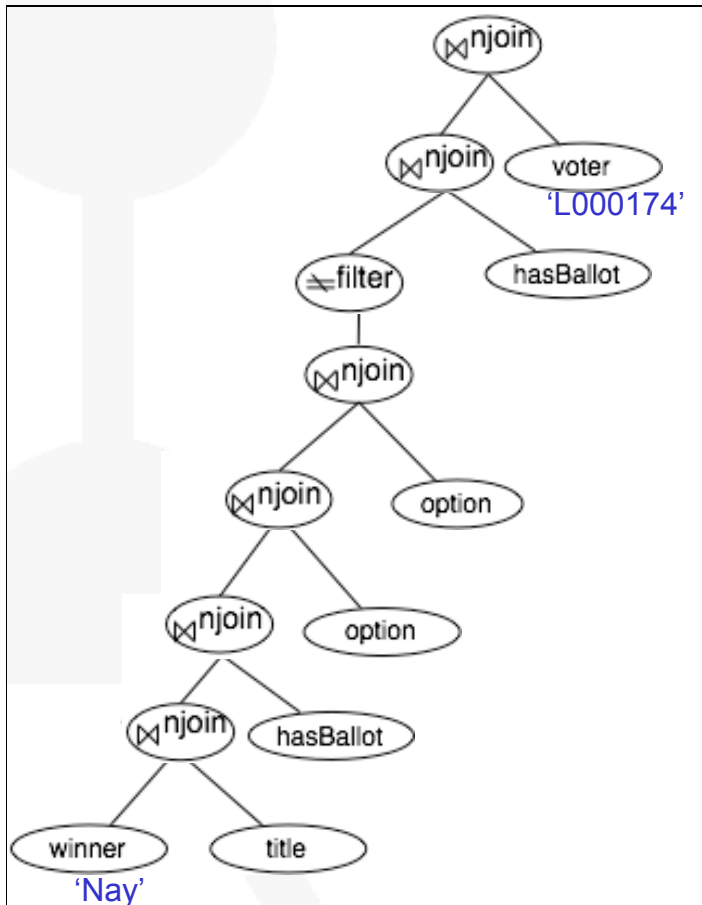 ⋈njoin
⋈njoin
voter
‘L000174’
≠filter
hasBallot
⋈njoin
⋈njoin
option
⋈njoin
option
⋈njoin
hasBallot
winner
title
‘Nay’